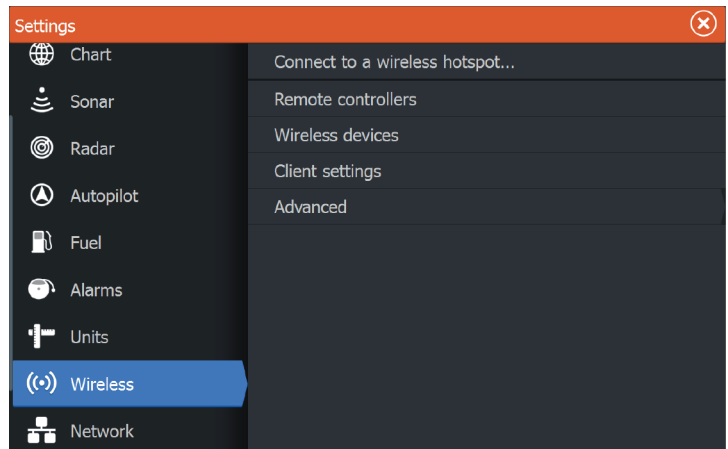 Settings
Chart
Sonar
Radar
Autopilot
Fuel
Alarms
Units
Wireless
Network
Connect to a wireless hotspot...
Remote controllers
Wireless devices
Client settings
Advanced